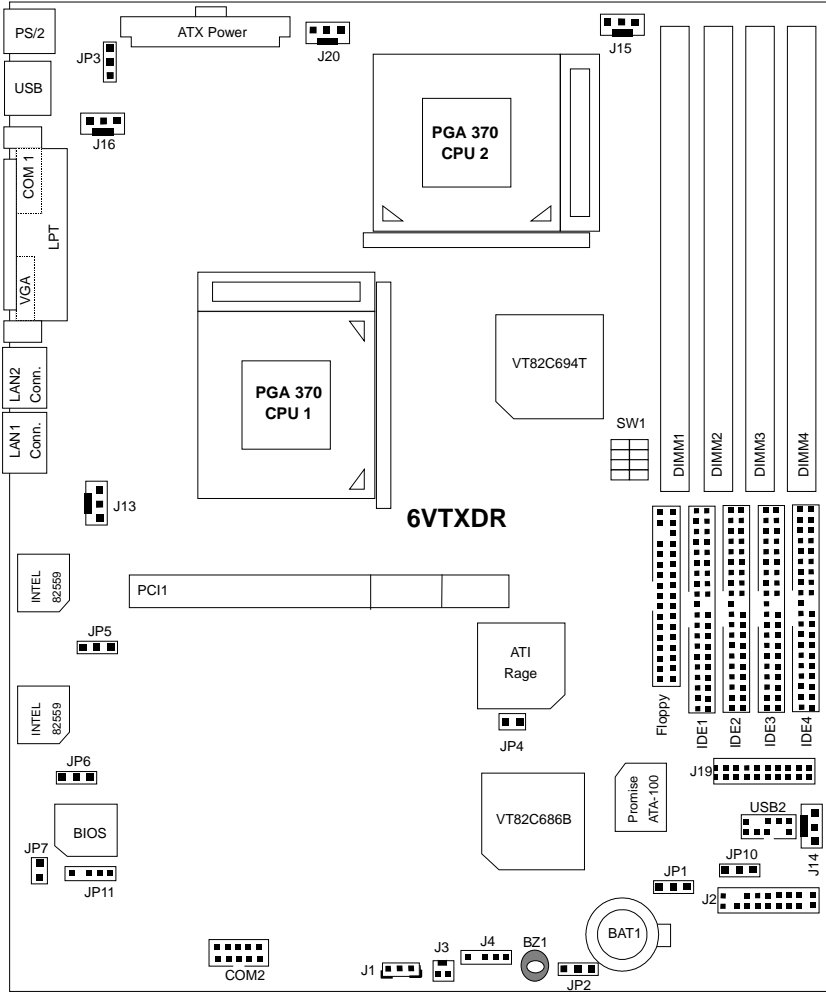 PS/2
ATX Power
J20
J15
JP3
USB
J16
PGA 370
CPU 2
COM 1
LPT
VGA
VT82C694T
LAN2
Conn.
PGA 370
CPU 1
LAN1
Conn.
SW1
DIMM1
DIMM2
DIMM3
DIMM4
J13
6VTXDR
INTEL
82559
PCI1
JP5
ATI
Rage
INTEL
82559
Floppy
IDE1
IDE2
IDE3
IDE4
JP4
JP6
J19
Promise
ATA-100
USB2
VT82C686B
BIOS
JP7
JP11
J14
JP10
JP1
J2
BAT1
COM2
J1
J3
J4
BZ1
JP2